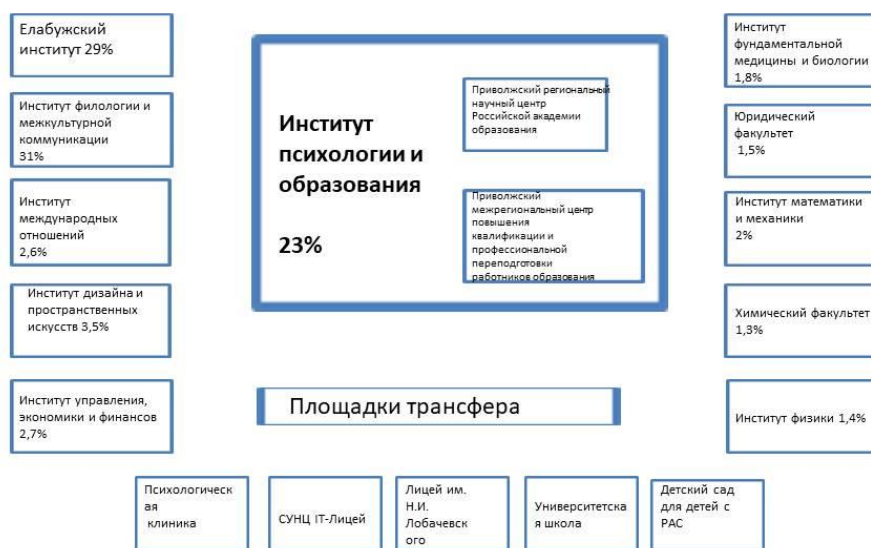 Елабужский
институт 29%
Институт филологии и
межкультурной
коммуникации
31%
Институт
международных
отношений
2,6%
Институт дизайна и
пространственных
искусств 3,5%
Институт управления,
экономики и финансов
2,7%
Институт
психологии и
образования
23%
Приволжский региональный
научный центр
Российской академии
образования
Приволжский
межрегиональный центр
повышения
квалификации и
профессиональной
переподготовки
работников образования
Институт
фундаментальной
медицины и биологии
1,8%
Юридический
факультет
1,5%
Институт математики
и механики
2%
Химический факультет
1,3%
Институт физики 1,4%
Площадки трансфера
Психологическ
ая
клиника
СУНЦ IT-Лицей
Лицей им.
Н.И.
Лобачевск
ого
Университетска
я школа
Детский сад
для детей с
РАС